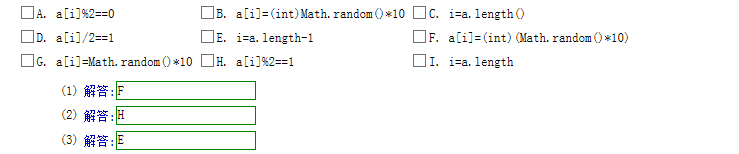 A. a[i]%2==0 B. a[i]=(int)Math.random()*10 C. i=a.length()
D. a[i]/2==1 E. i=a.length-1 F. a[i]=(int)(Math.random()*10)
G. a[i]=Math.random()*10 H. a[i]%2==1 I. i=a.length
(1) 解答:F
(2) 解答:H
(3) 解答:E